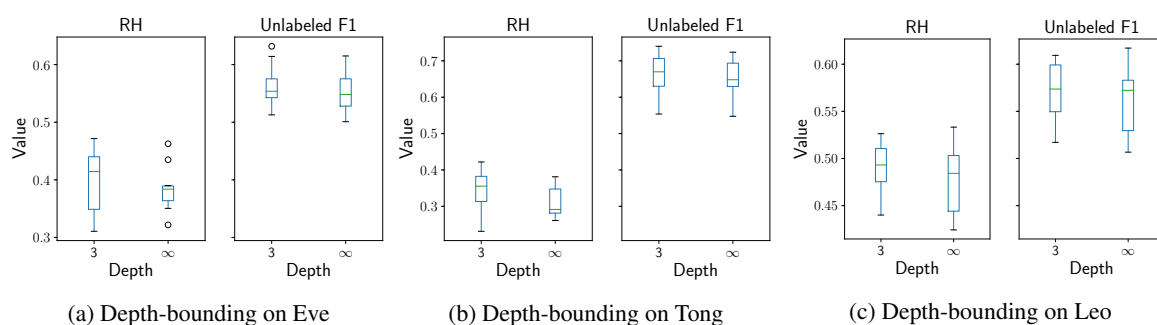 RH
Unlabeled F1
Value
0.6
0.5
0.4
0.3
3
∞
Depth
3
∞
Depth
(a) Depth-bounding on Eve
RH
Unlabeled F1
Value
0.7
0.6
0.5
0.4
0.3
3
∞
Depth
3
∞
Depth
(b) Depth-bounding on Tong
RH
Unlabeled F1
Value
0.60
0.55
0.50
0.45
3
∞
Depth
3
∞
Depth
(c) Depth-bounding on Leo